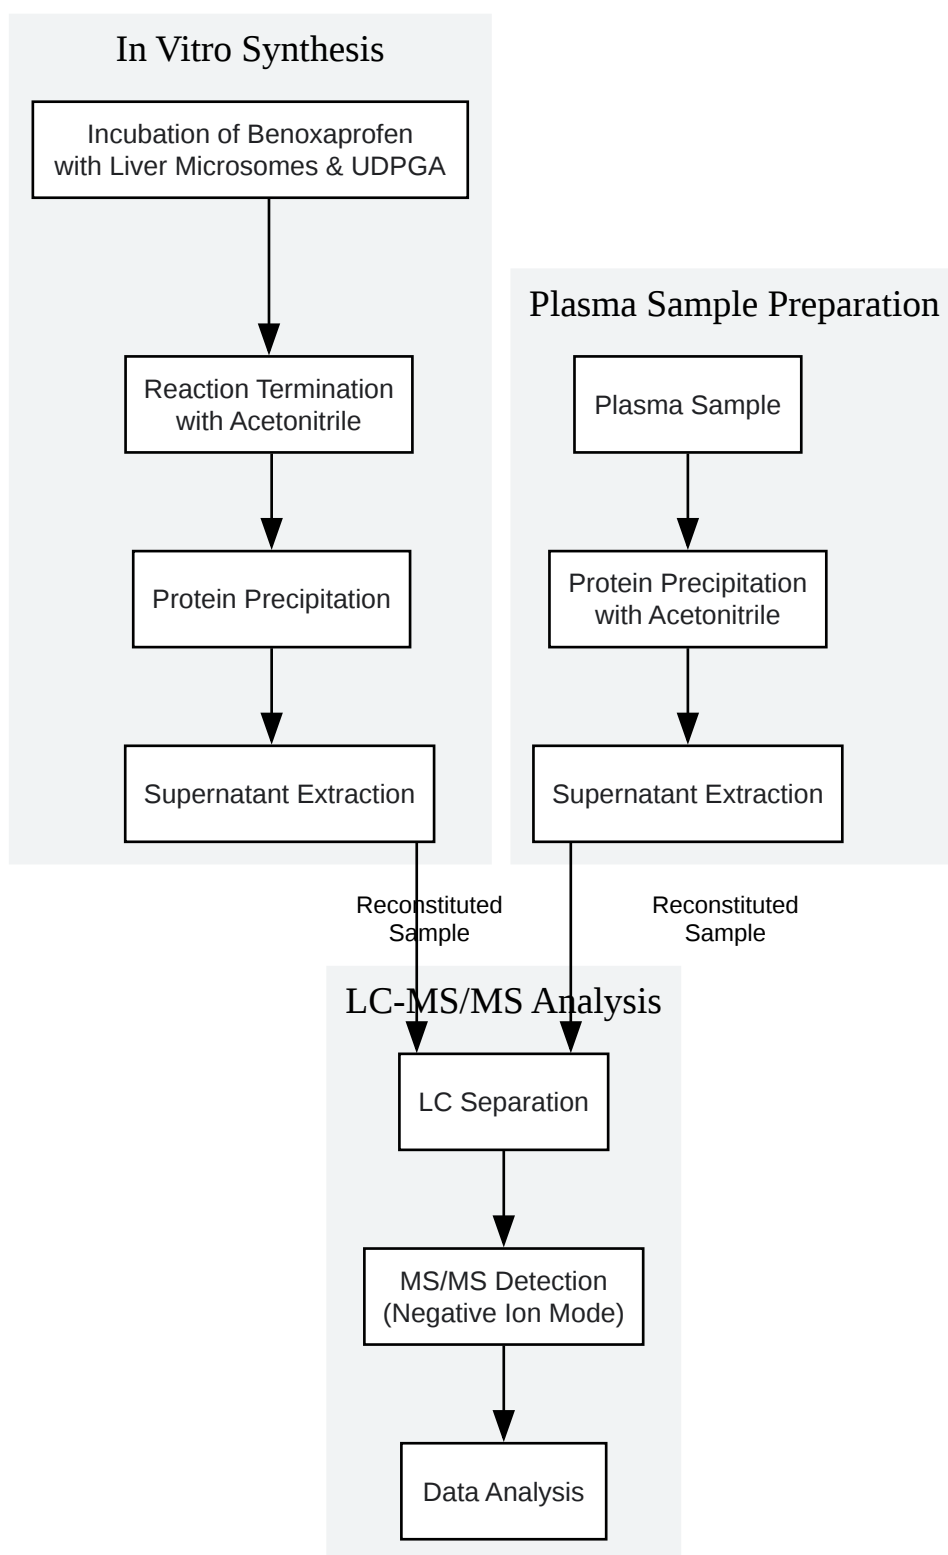 In Vitro Synthesis
Incubation of Benoxaprofen
with Liver Microsomes & UDPGA
Reaction Termination
with Acetonitrile
Protein Precipitation
Supernatant Extraction
Plasma Sample Preparation
Plasma Sample
Protein Precipitation
with Acetonitrile
Supernatant Extraction
Reconstituted
Sample
Reconstituted
Sample
LC-MS/MS Analysis
LC Separation
MS/MS Detection
(Negative Ion Mode)
Data Analysis